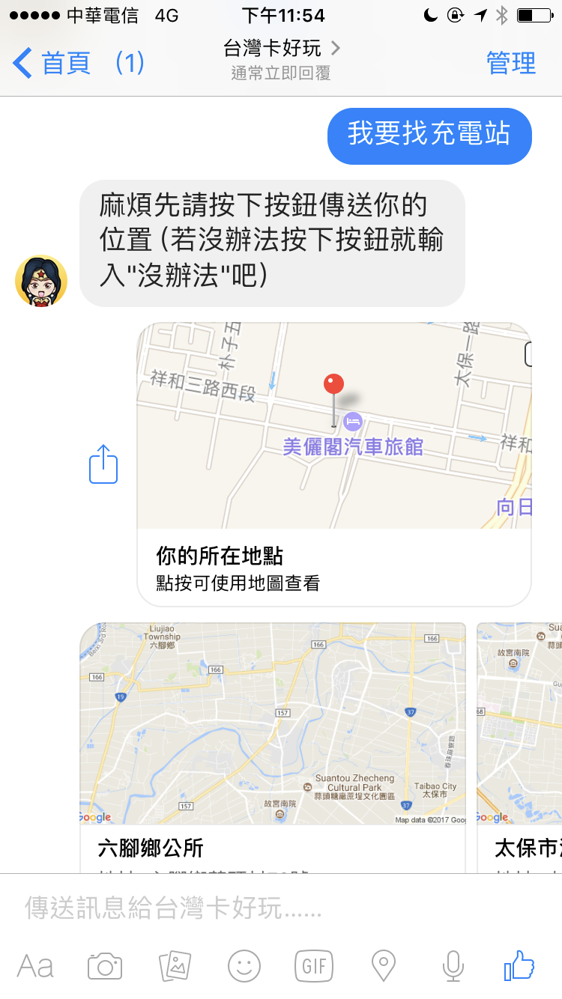 中華電信 4G 下午11:54
首頁 (1) 台灣卡好玩 管理
通常立即回覆
我要找充電站
麻煩先請按下按鈕傳送你的
位置 (若沒辦法按下按鈕就輸
入"沒辦法"吧)
朴子五
太保一路
祥和三路西段
祥和
美儷閣汽車旅館
向日
你的所在地點
點按可使用地圖查看
Liujiao
Township
六腳鄉
166
166
166
166
19
157
37
Suantou Zhecheng
Cultural Park
蒜頭糖廠蔗埕文化園區
Taibao City
太保市
157
故宮南院
37
Google
Map data ©2017 Goo
故宮南院
68
Google
六腳鄉公所
太保市
傳送訊息給台灣卡好玩......
Aa GIF